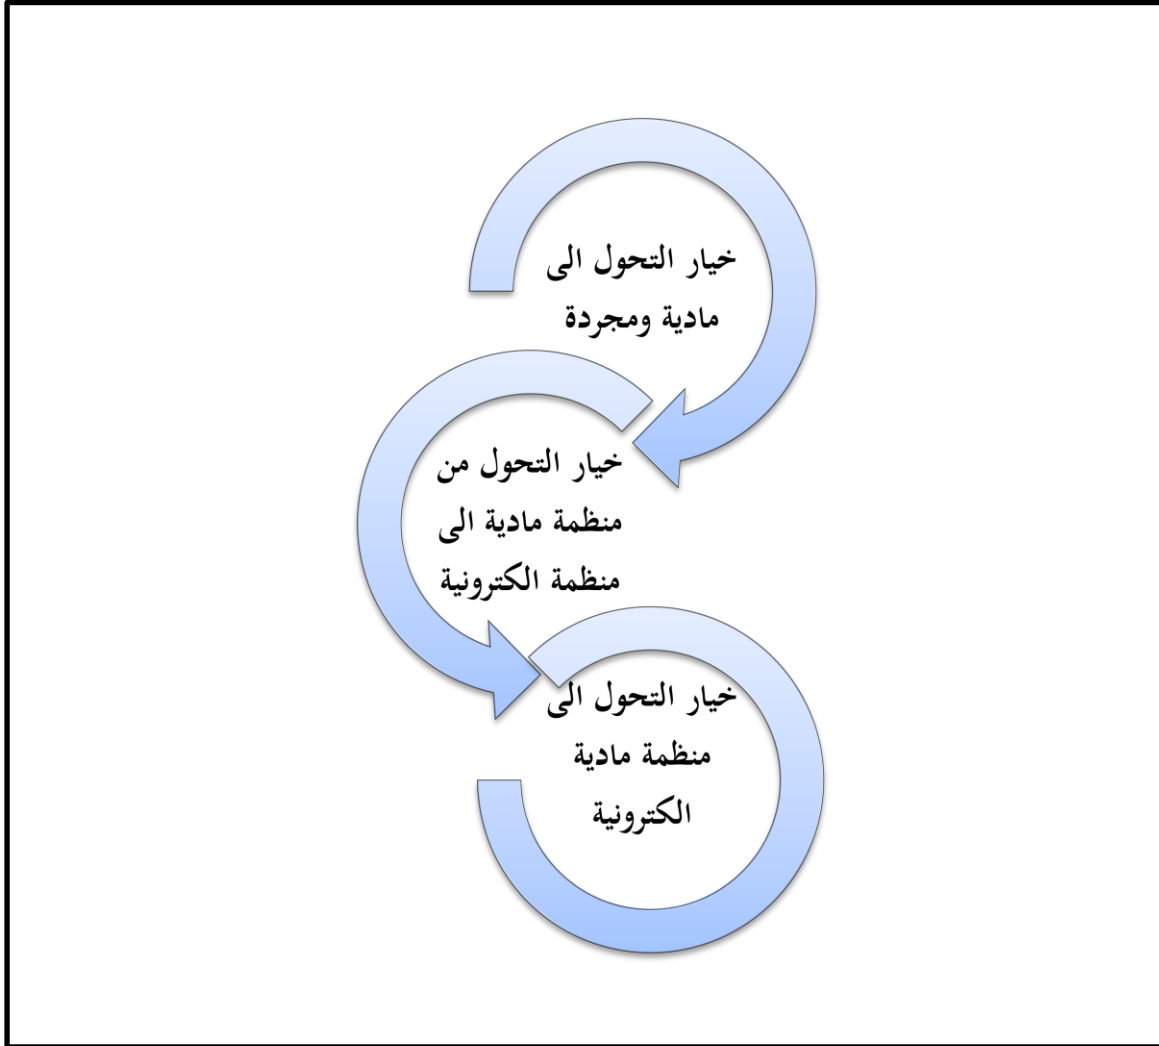 خيار التحول الى
مادية ومجردة
خيار التحول من
منظمة مادية الى
منظمة الكترونية
خيار التحول الى
منظمة مادية
الكترونية